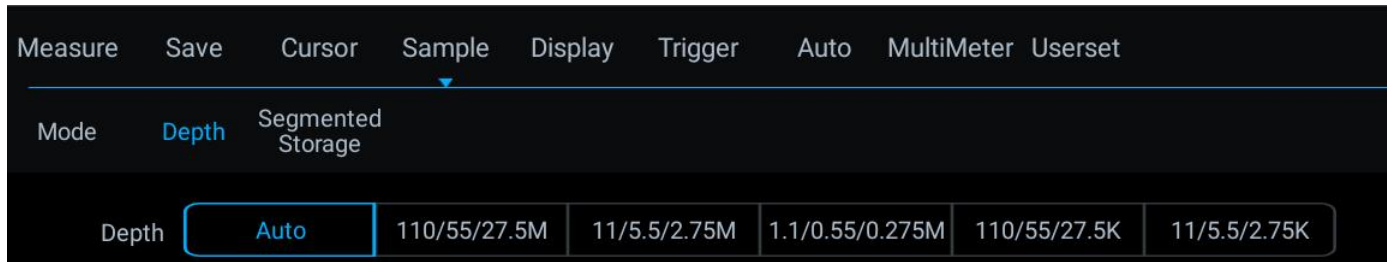 Measure Save Cursor Sample Display Trigger Auto MultiMeter Userset
Mode Depth Segmented
Storage
Depth Auto 110/55/27.5M 11/5.5/2.75M 1.1/0.55/0.275M 110/55/27.5K 11/5.5/2.75K